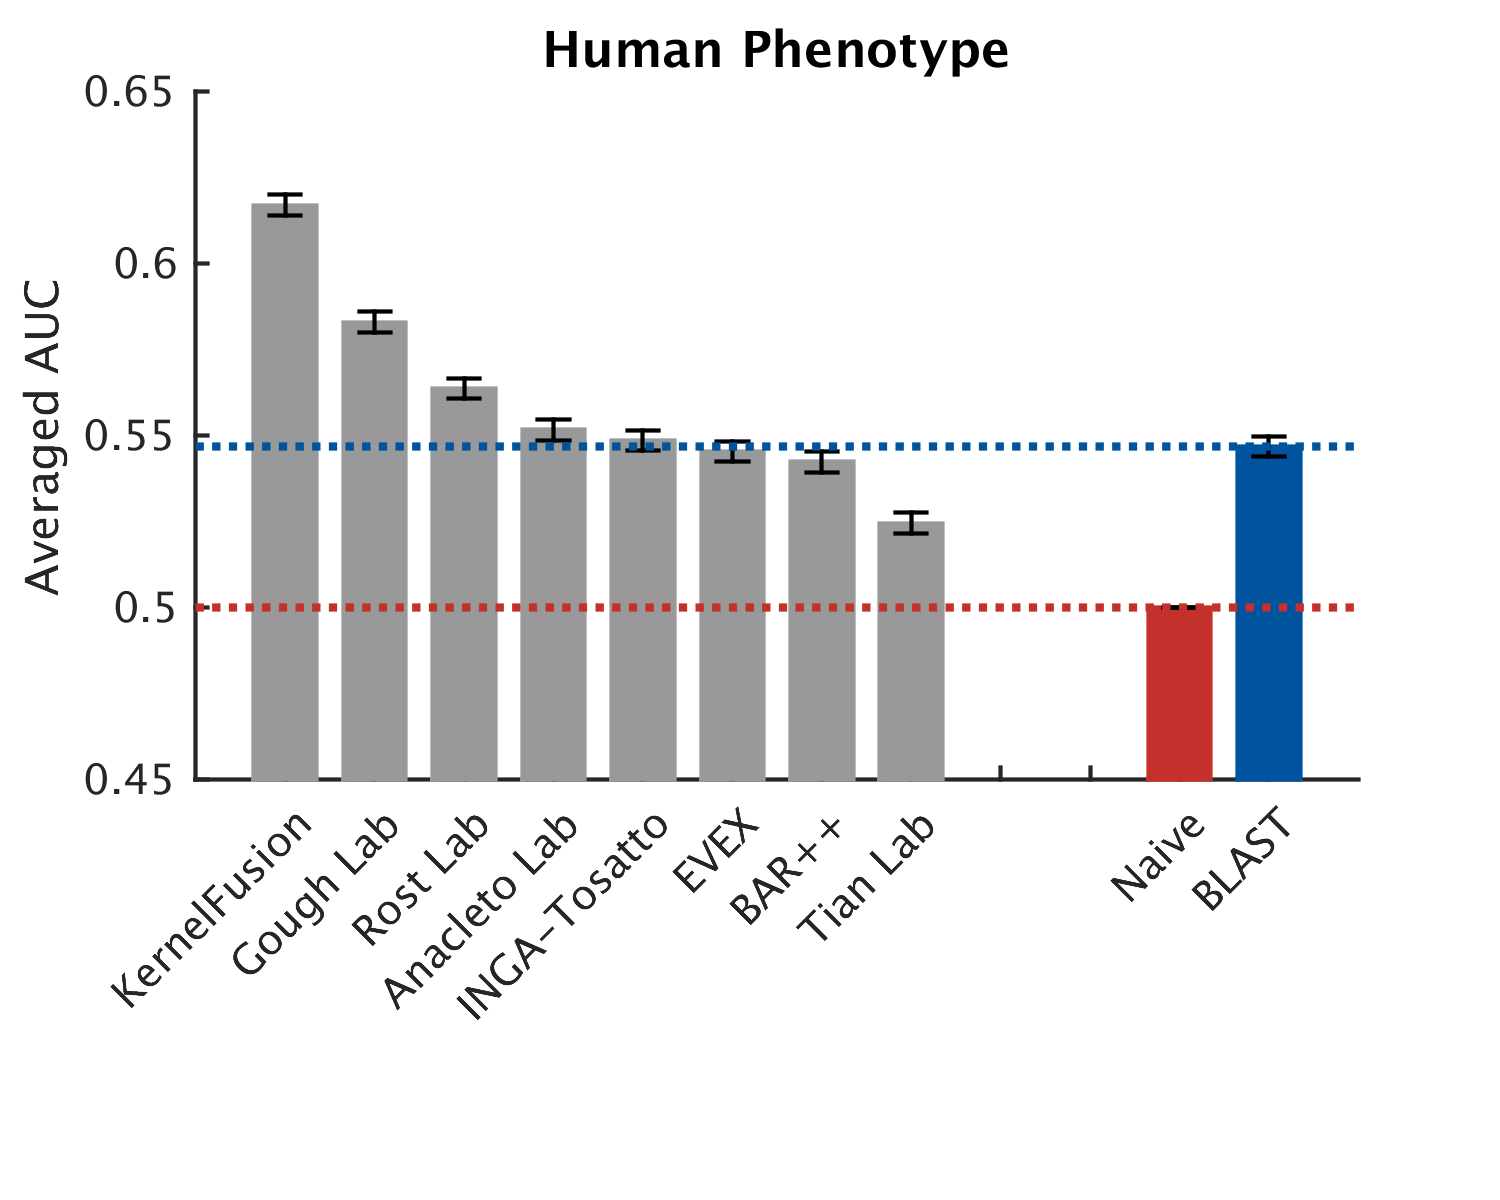 Human Phenotype
Averaged AUC
0.65
0.6
0.55
0.5
0.45
KernelFusion
Gough Lab
Rost Lab
Anacleto Lab
INGA-Tosatto
EVEX
BAR++
Tian Lab
Naive
BLAST